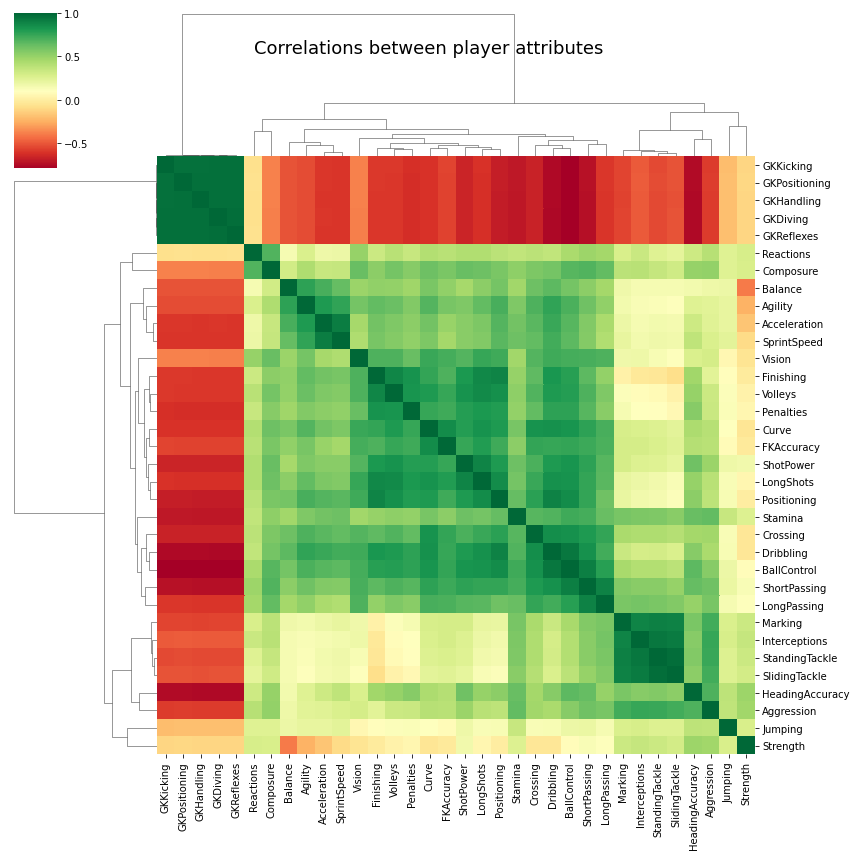 1.0
0.5
0.0
−0.5
Correlations between player attributes
GKKicking
GKPositioning
GKHandling
GKDiving
GKReflexes
Reactions
Composure
Balance
Agility
Acceleration
SprintSpeed
Vision
Finishing
Volleys
Penalties
Curve
FKAccuracy
ShotPower
LongShots
Positioning
Stamina
Crossing
Dribbling
BallControl
ShortPassing
LongPassing
Marking
Interceptions
StandingTackle
SlidingTackle
HeadingAccuracy
Aggression
Jumping
Strength
GKKicking
GKPositioning
GKHandling
GKDiving
GKReflexes
Reactions
Composure
Balance
Agility
Acceleration
SprintSpeed
Vision
Finishing
Volleys
Penalties
Curve
FKAccuracy
ShotPower
LongShots
Positioning
Stamina
Crossing
Dribbling
BallControl
ShortPassing
LongPassing
Marking
Interceptions
StandingTackle
SlidingTackle
HeadingAccuracy
Aggression
Jumping
Strength